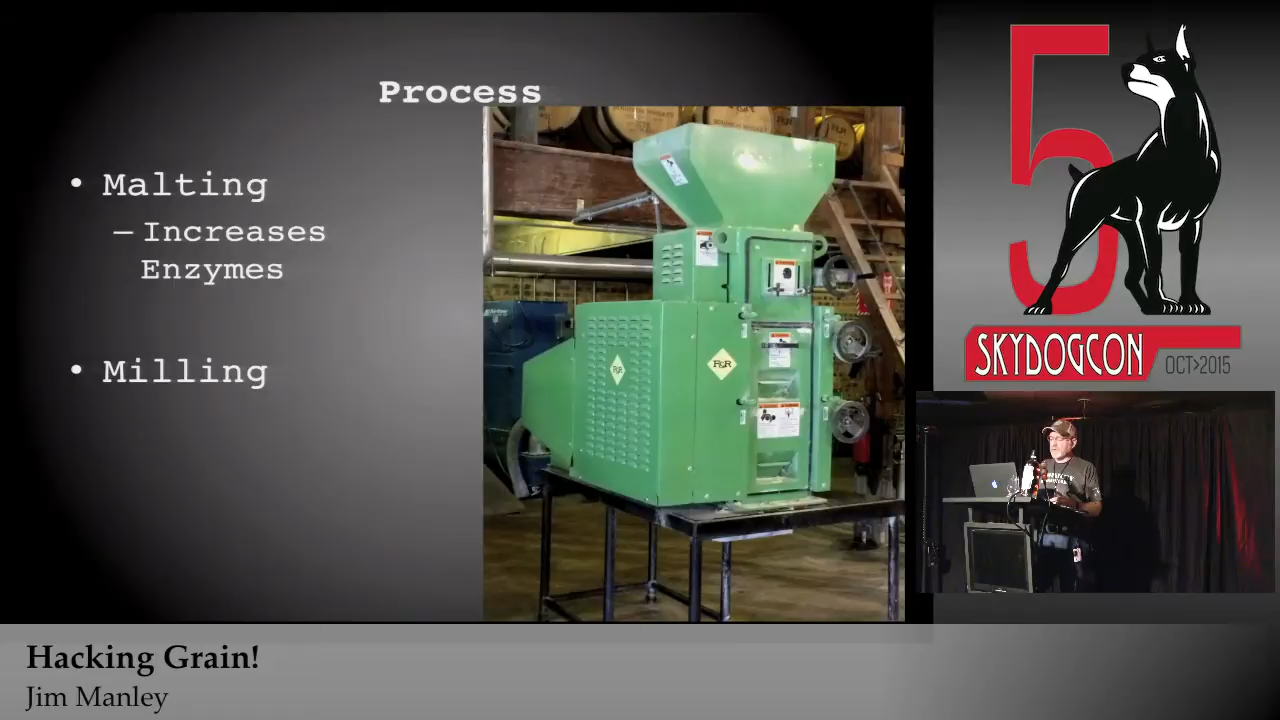 Process
• Malting
– Increases
Enzymes
• Milling
5
SKYDOGCON
OCT>2015
Hacking Grain!
Jim Manley